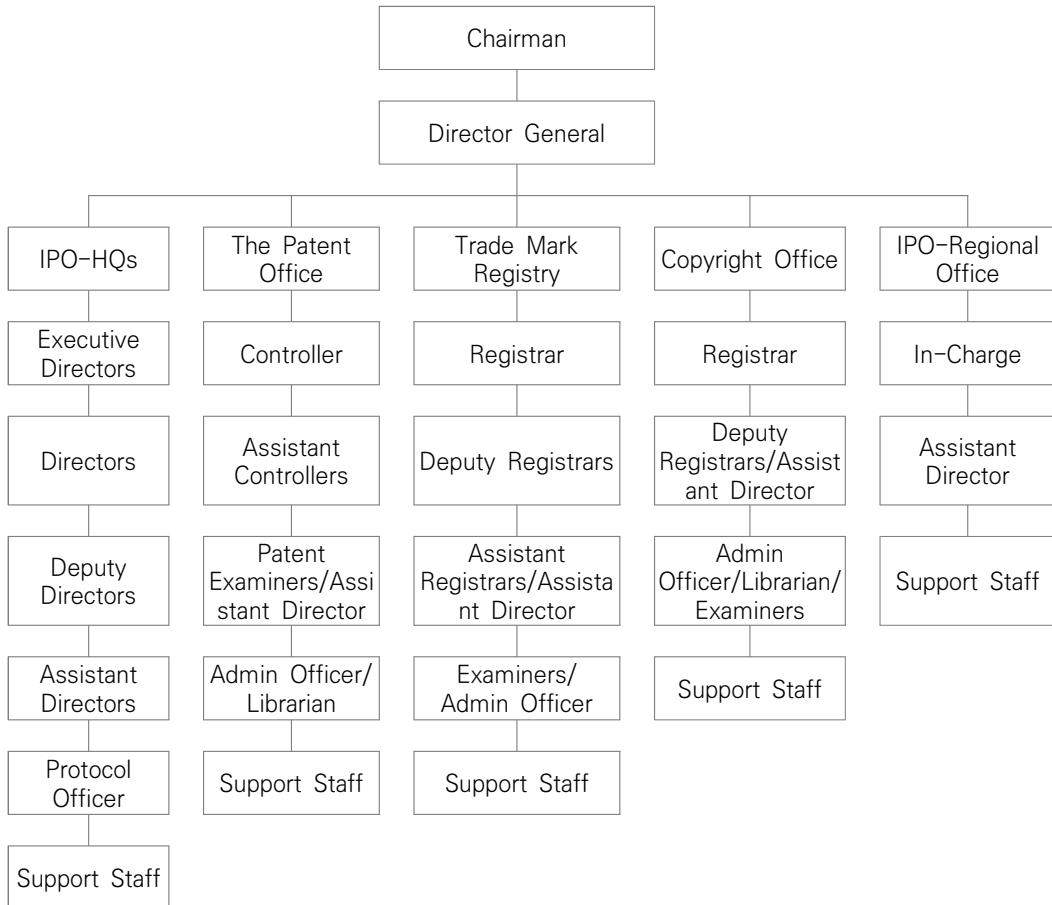 Chairman
Director General
IPO-HQs
The Patent
Office
Trade Mark
Registry
Copyright Office
IPO-Regional
Office
Executive
Directors
Controller
Registrar
Registrar
In-Charge
Directors
Assistant
Controllers
Deputy Registrars
Deputy
Registrars/Assist
ant Director
Assistant
Director
Deputy
Directors
Patent
Examiners/Assi
stant Director
Assistant
Registrars/Assista
nt Director
Admin
Officer/Librarian/
Examiners
Support Staff
Assistant
Directors
Admin Officer/
Librarian
Examiners/
Admin Officer
Support Staff
Protocol
Officer
Support Staff
Support Staff
Support Staff